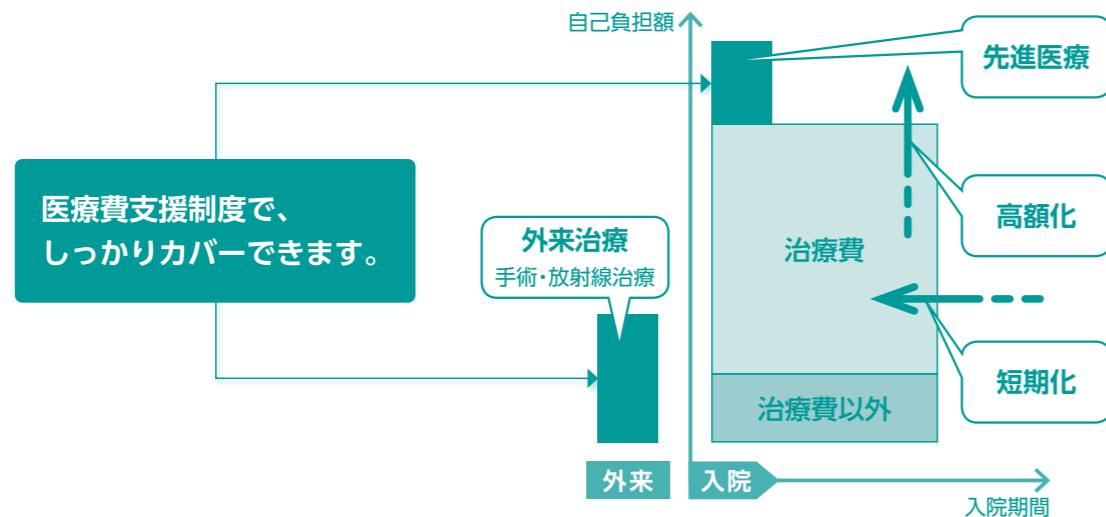 自己負担額
先進医療
医療費支援制度で、
しっかりカバーできます。
外来治療
手術・放射線治療
高額化
治療費
短期化
治療費以外
外来
入院
入院期間